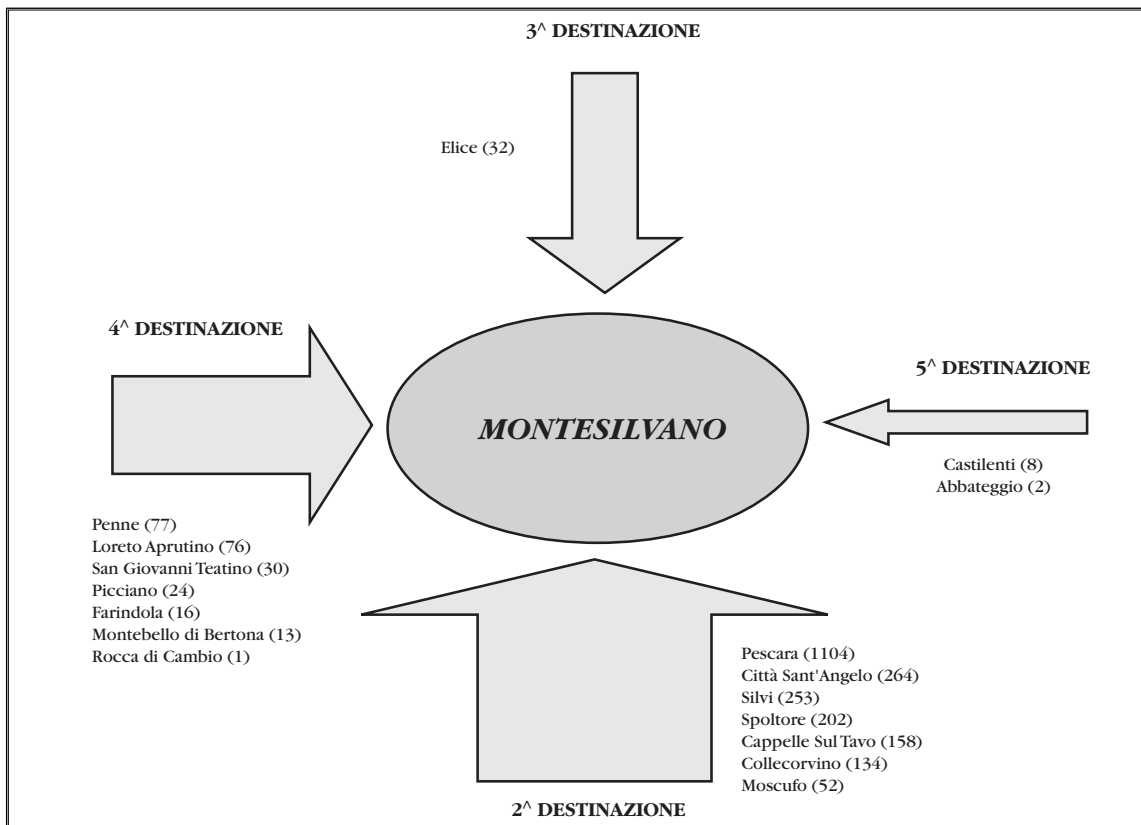 3^ DESTINAZIONE
Elice (32)
4^ DESTINAZIONE
5^ DESTINAZIONE
MONTESILVANO
Castilenti (8)
Abbateggio (2)
Penne (77)
Loreto Aprutino (76)
San Giovanni Teatino (30)
Picciano (24)
Farindola (16)
Montebello di Bertona (13)
Rocca di Cambio (1)
Pescara (1104)
Città Sant'Angelo (264)
Silvi (253)
Spoltore (202)
Cappelle Sul Tavo (158)
Collecorvino (134)
Moscufo (52)
2^ DESTINAZIONE